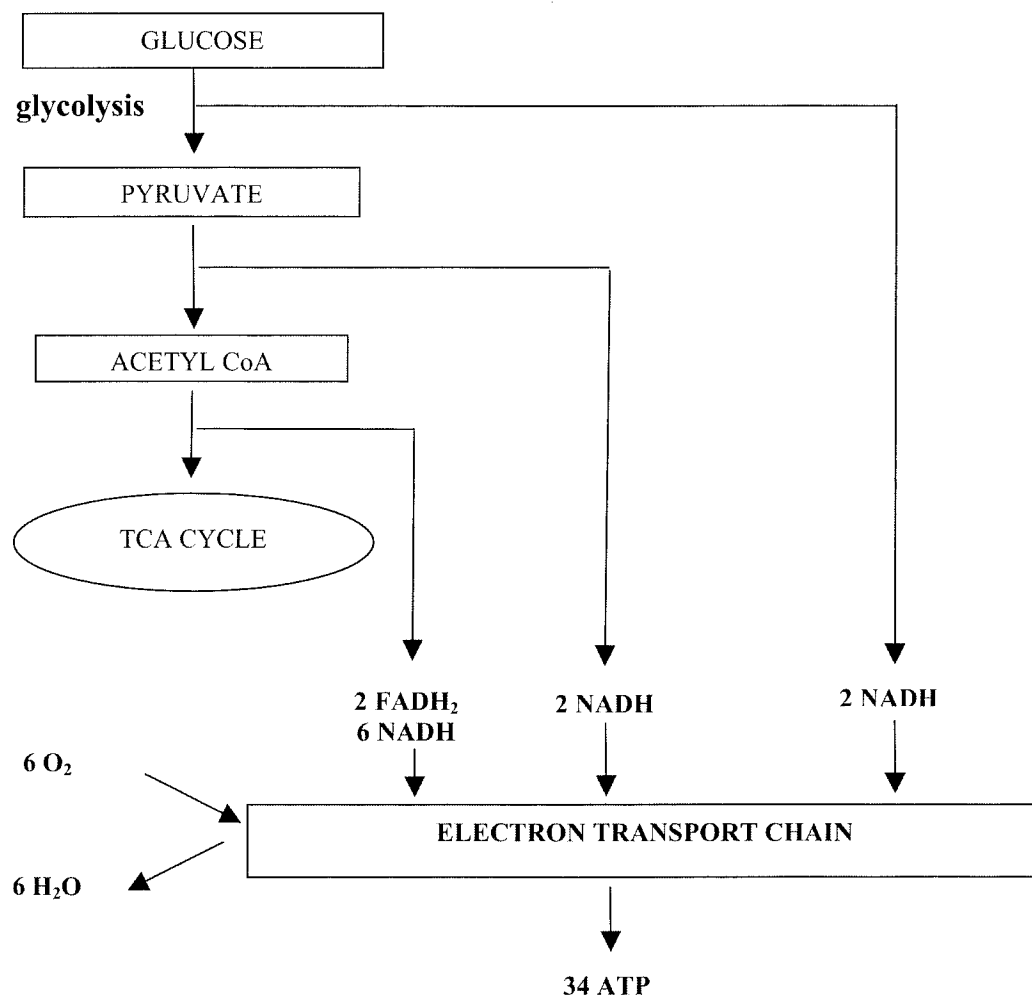 GLUCOSE
glycolysis
PYRUVATE
ACETYL CoA
TCA CYCLE
2 FADH₂
6 NADH
2 NADH
2 NADH
6 O₂
ELECTRON TRANSPORT CHAIN
6 H₂O
34 ATP